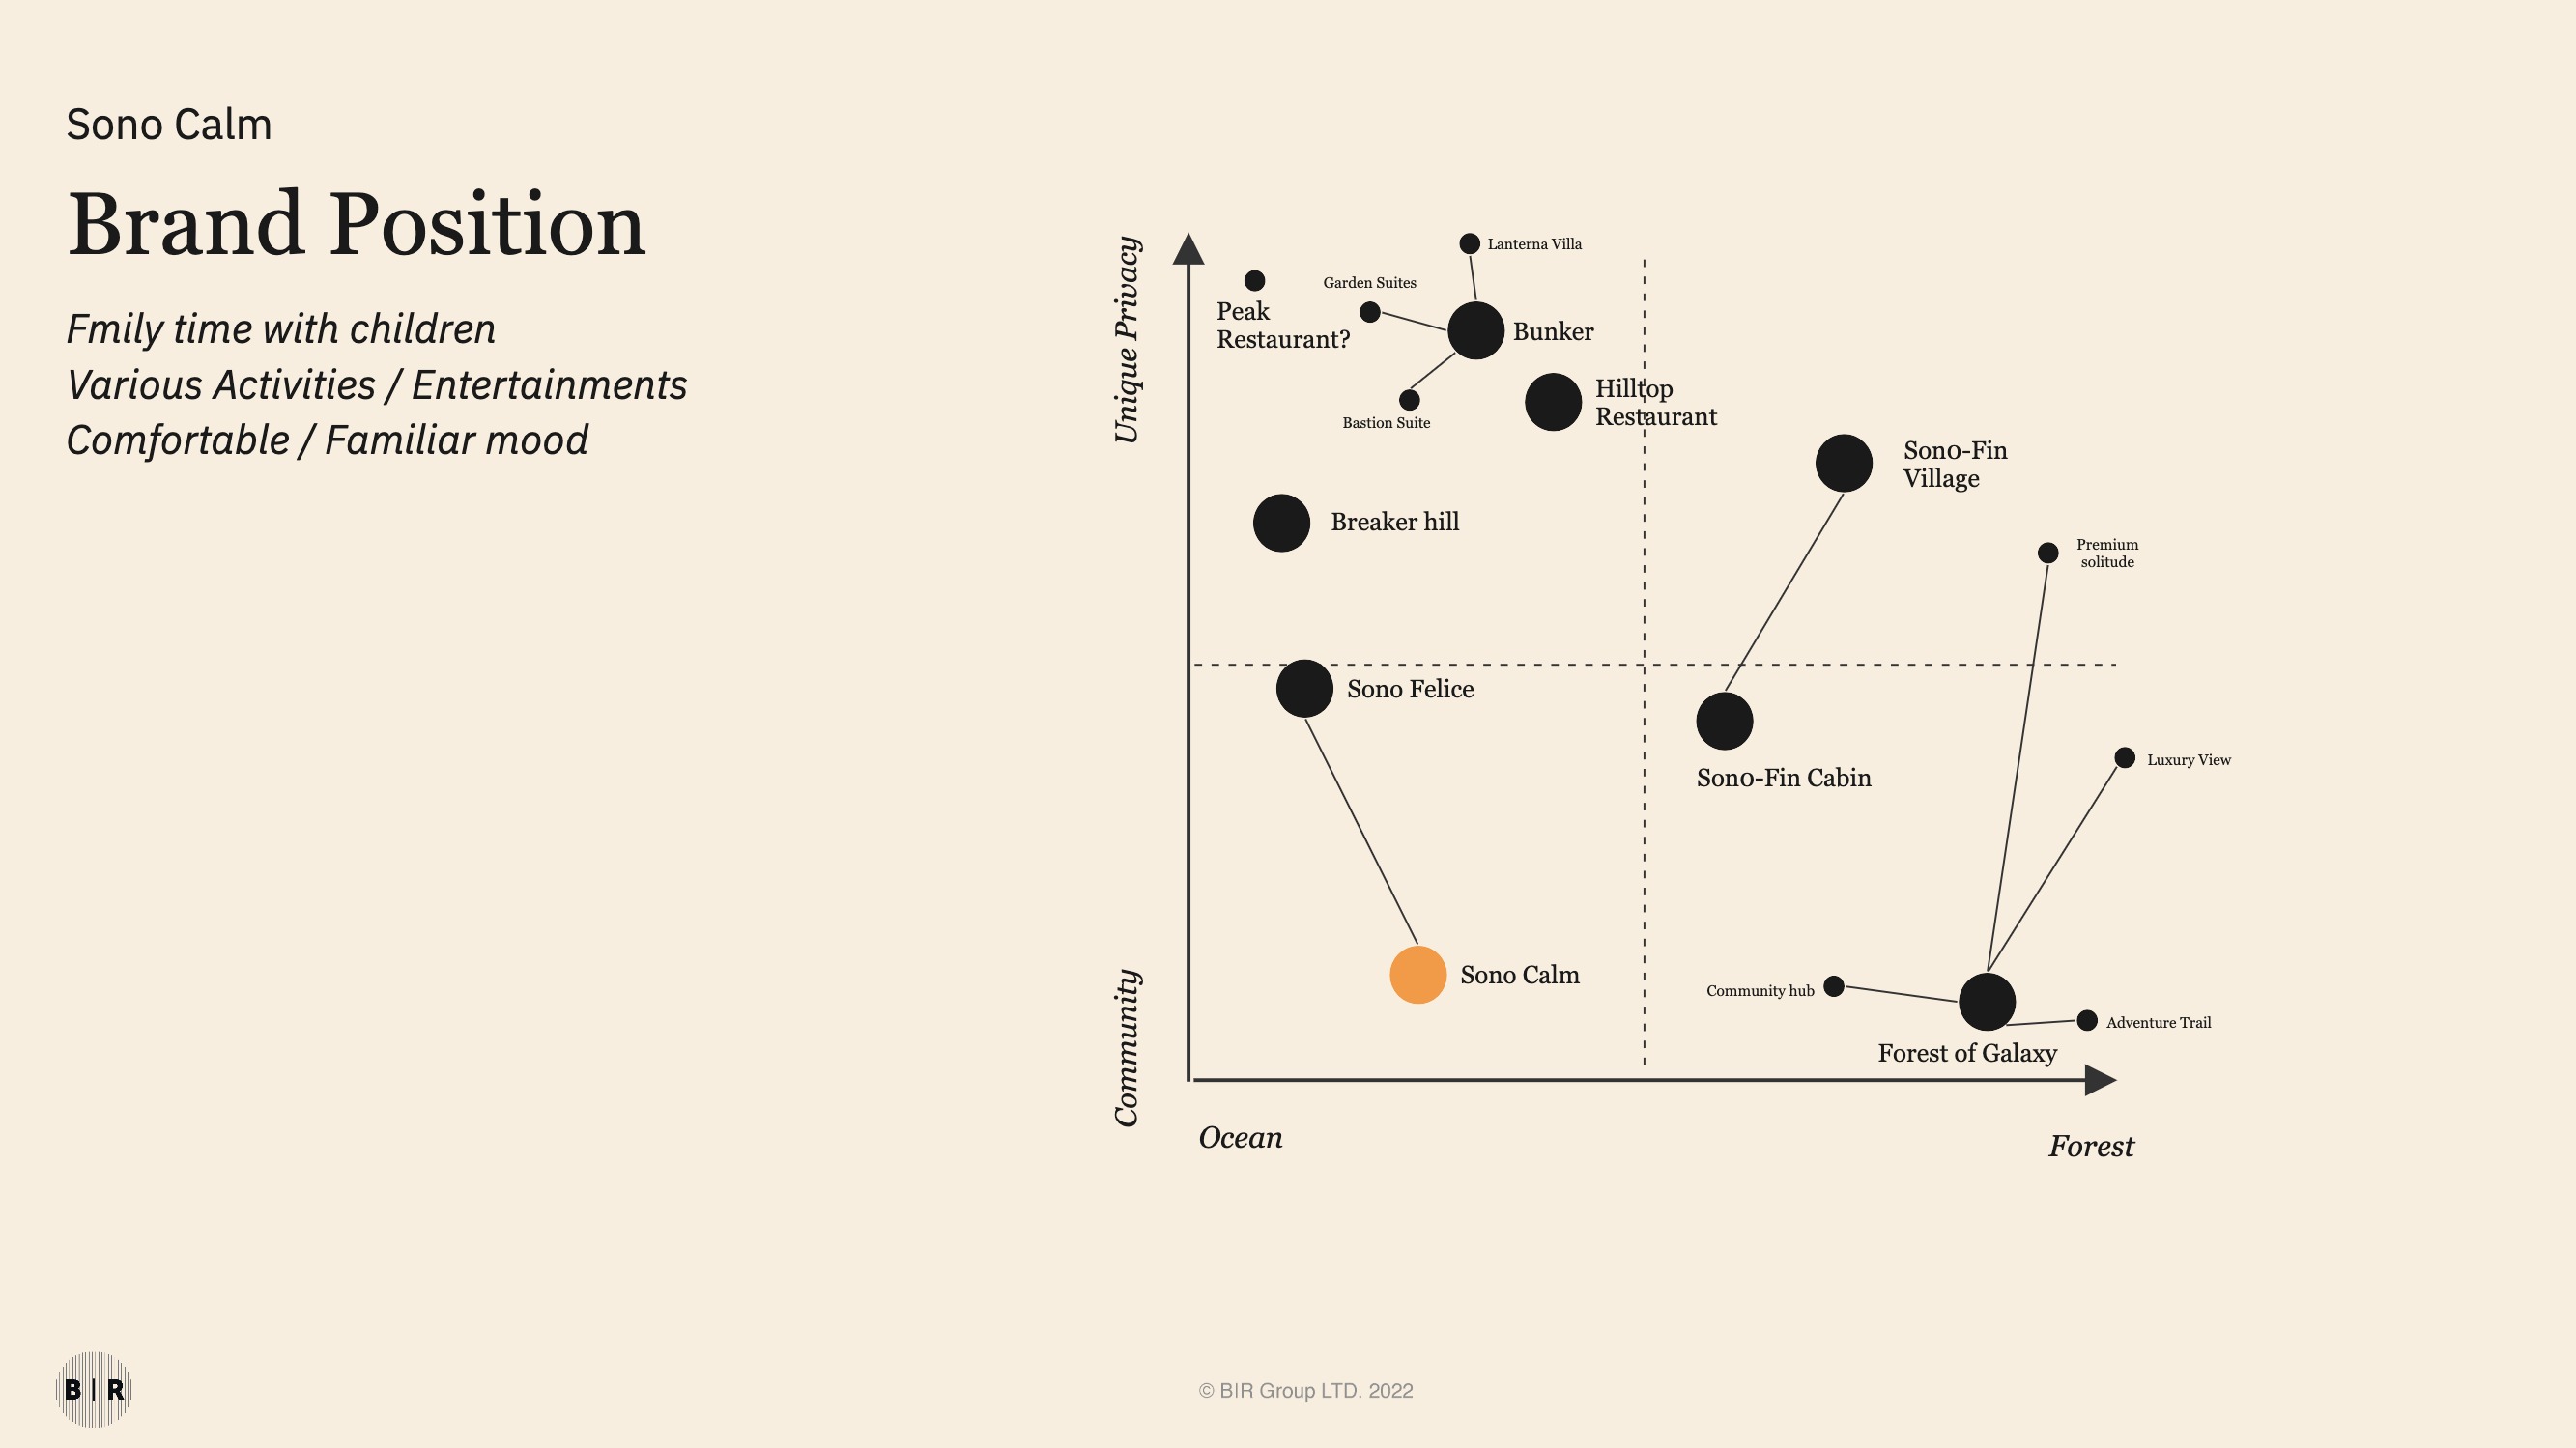 Sono Calm
Brand Position
Fmily time with children
Various Activities / Entertainments
Comfortable / Familiar mood
Unique Privacy
Community
Lanterna Villa
Garden Suites
Peak
Restaurant?
Bunker
Bastion Suite
Hilltop
Restaurant
Sono-Fin
Village
Breaker hill
Premium
solitude
Sono Felice
Sono-Fin Cabin
Luxury View
Sono Calm
Community hub
Adventure Trail
Forest of Galaxy
Ocean
Forest
B|R
© B|R Group LTD. 2022